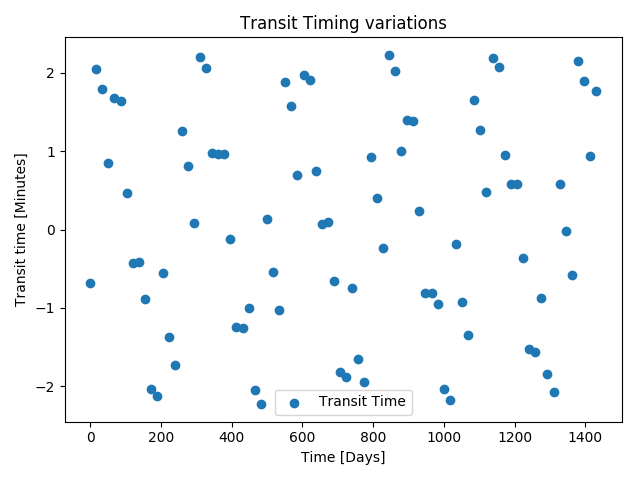 Transit Timing variations
Transit time [Minutes]
2
1
0
−1
−2
Transit Time
0 200 400 600 800 1000 1200 1400
Time [Days]